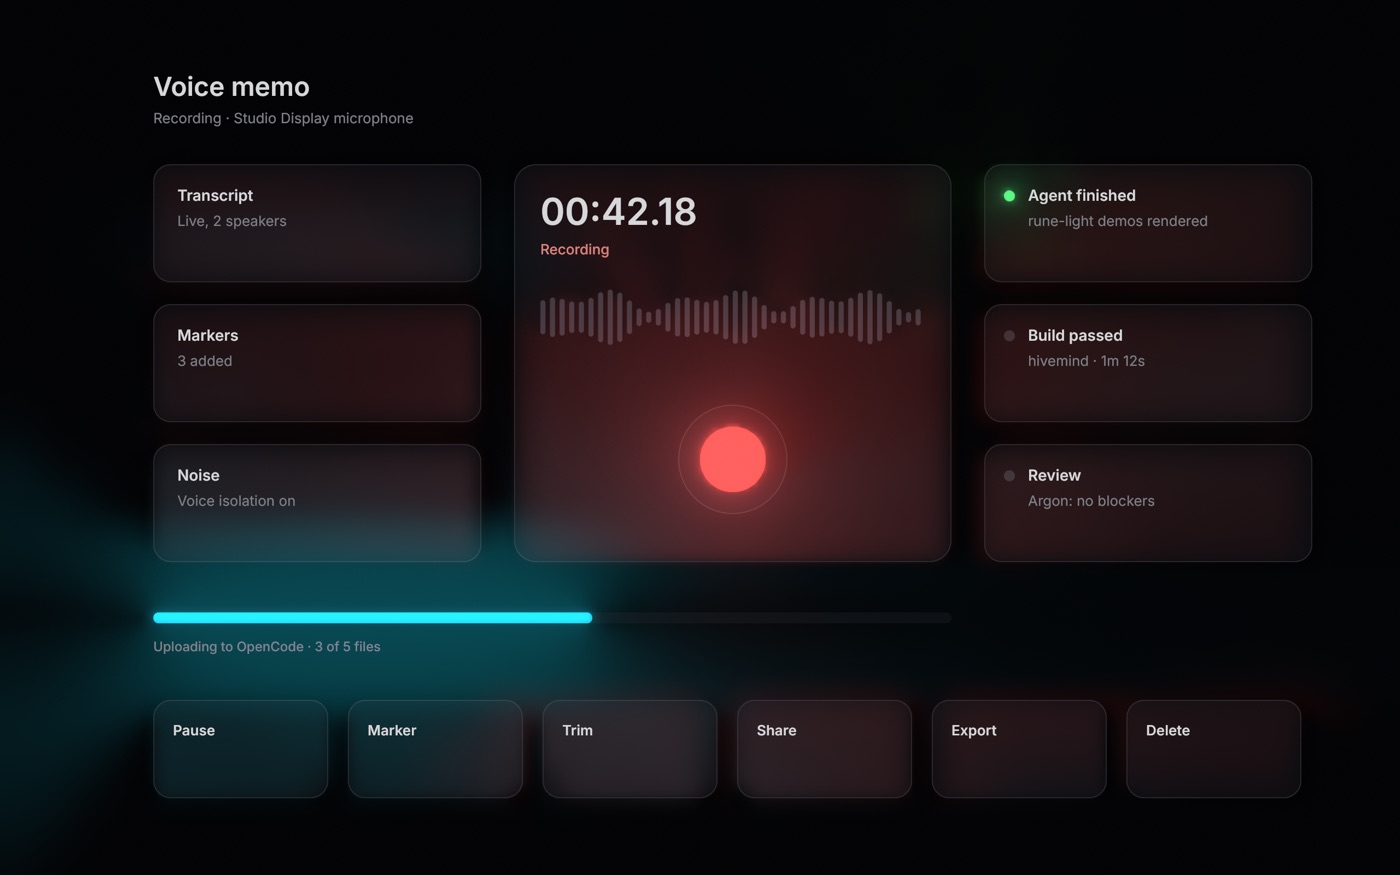 Voice memo
Recording · Studio Display microphone
Transcript
Live, 2 speakers
Markers
3 added
Noise
Voice isolation on
00:42.18
Recording
Agent finished
rune-light demos rendered
Build passed
hivemind · 1m 12s
Review
Argon: no blockers
Uploading to OpenCode · 3 of 5 files
Pause
Marker
Trim
Share
Export
Delete